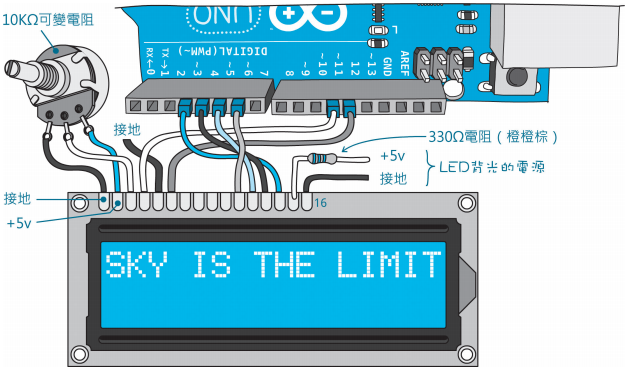 10KΩ可變電阻
UNO
DIGITAL(PWM~)
RX←0
TX→1
2
~3
4
~5
~6
7
8
~9
~10
~11
12
~13
GND
AREF
L
接地
330Ω電阻（橙橙棕）
+5v
接地
LED背光的電源
接地
+5v
16
SKY IS THE LIMIT